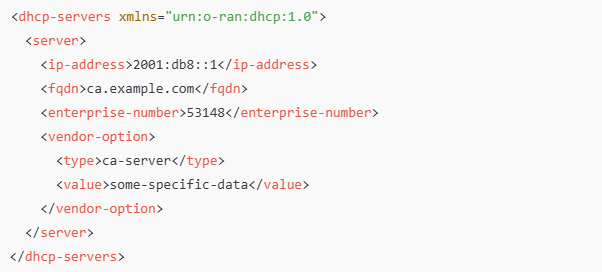 <dhcp-servers xmlns="urn:o-ran:dhcp:1.0">
  <server>
    <ip-address>2001:db8::1</ip-address>
    <fqdn>ca.example.com</fqdn>
    <enterprise-number>53148</enterprise-number>
    <vendor-option>
      <type>ca-server</type>
      <value>some-specific-data</value>
    </vendor-option>
  </server>
</dhcp-servers>